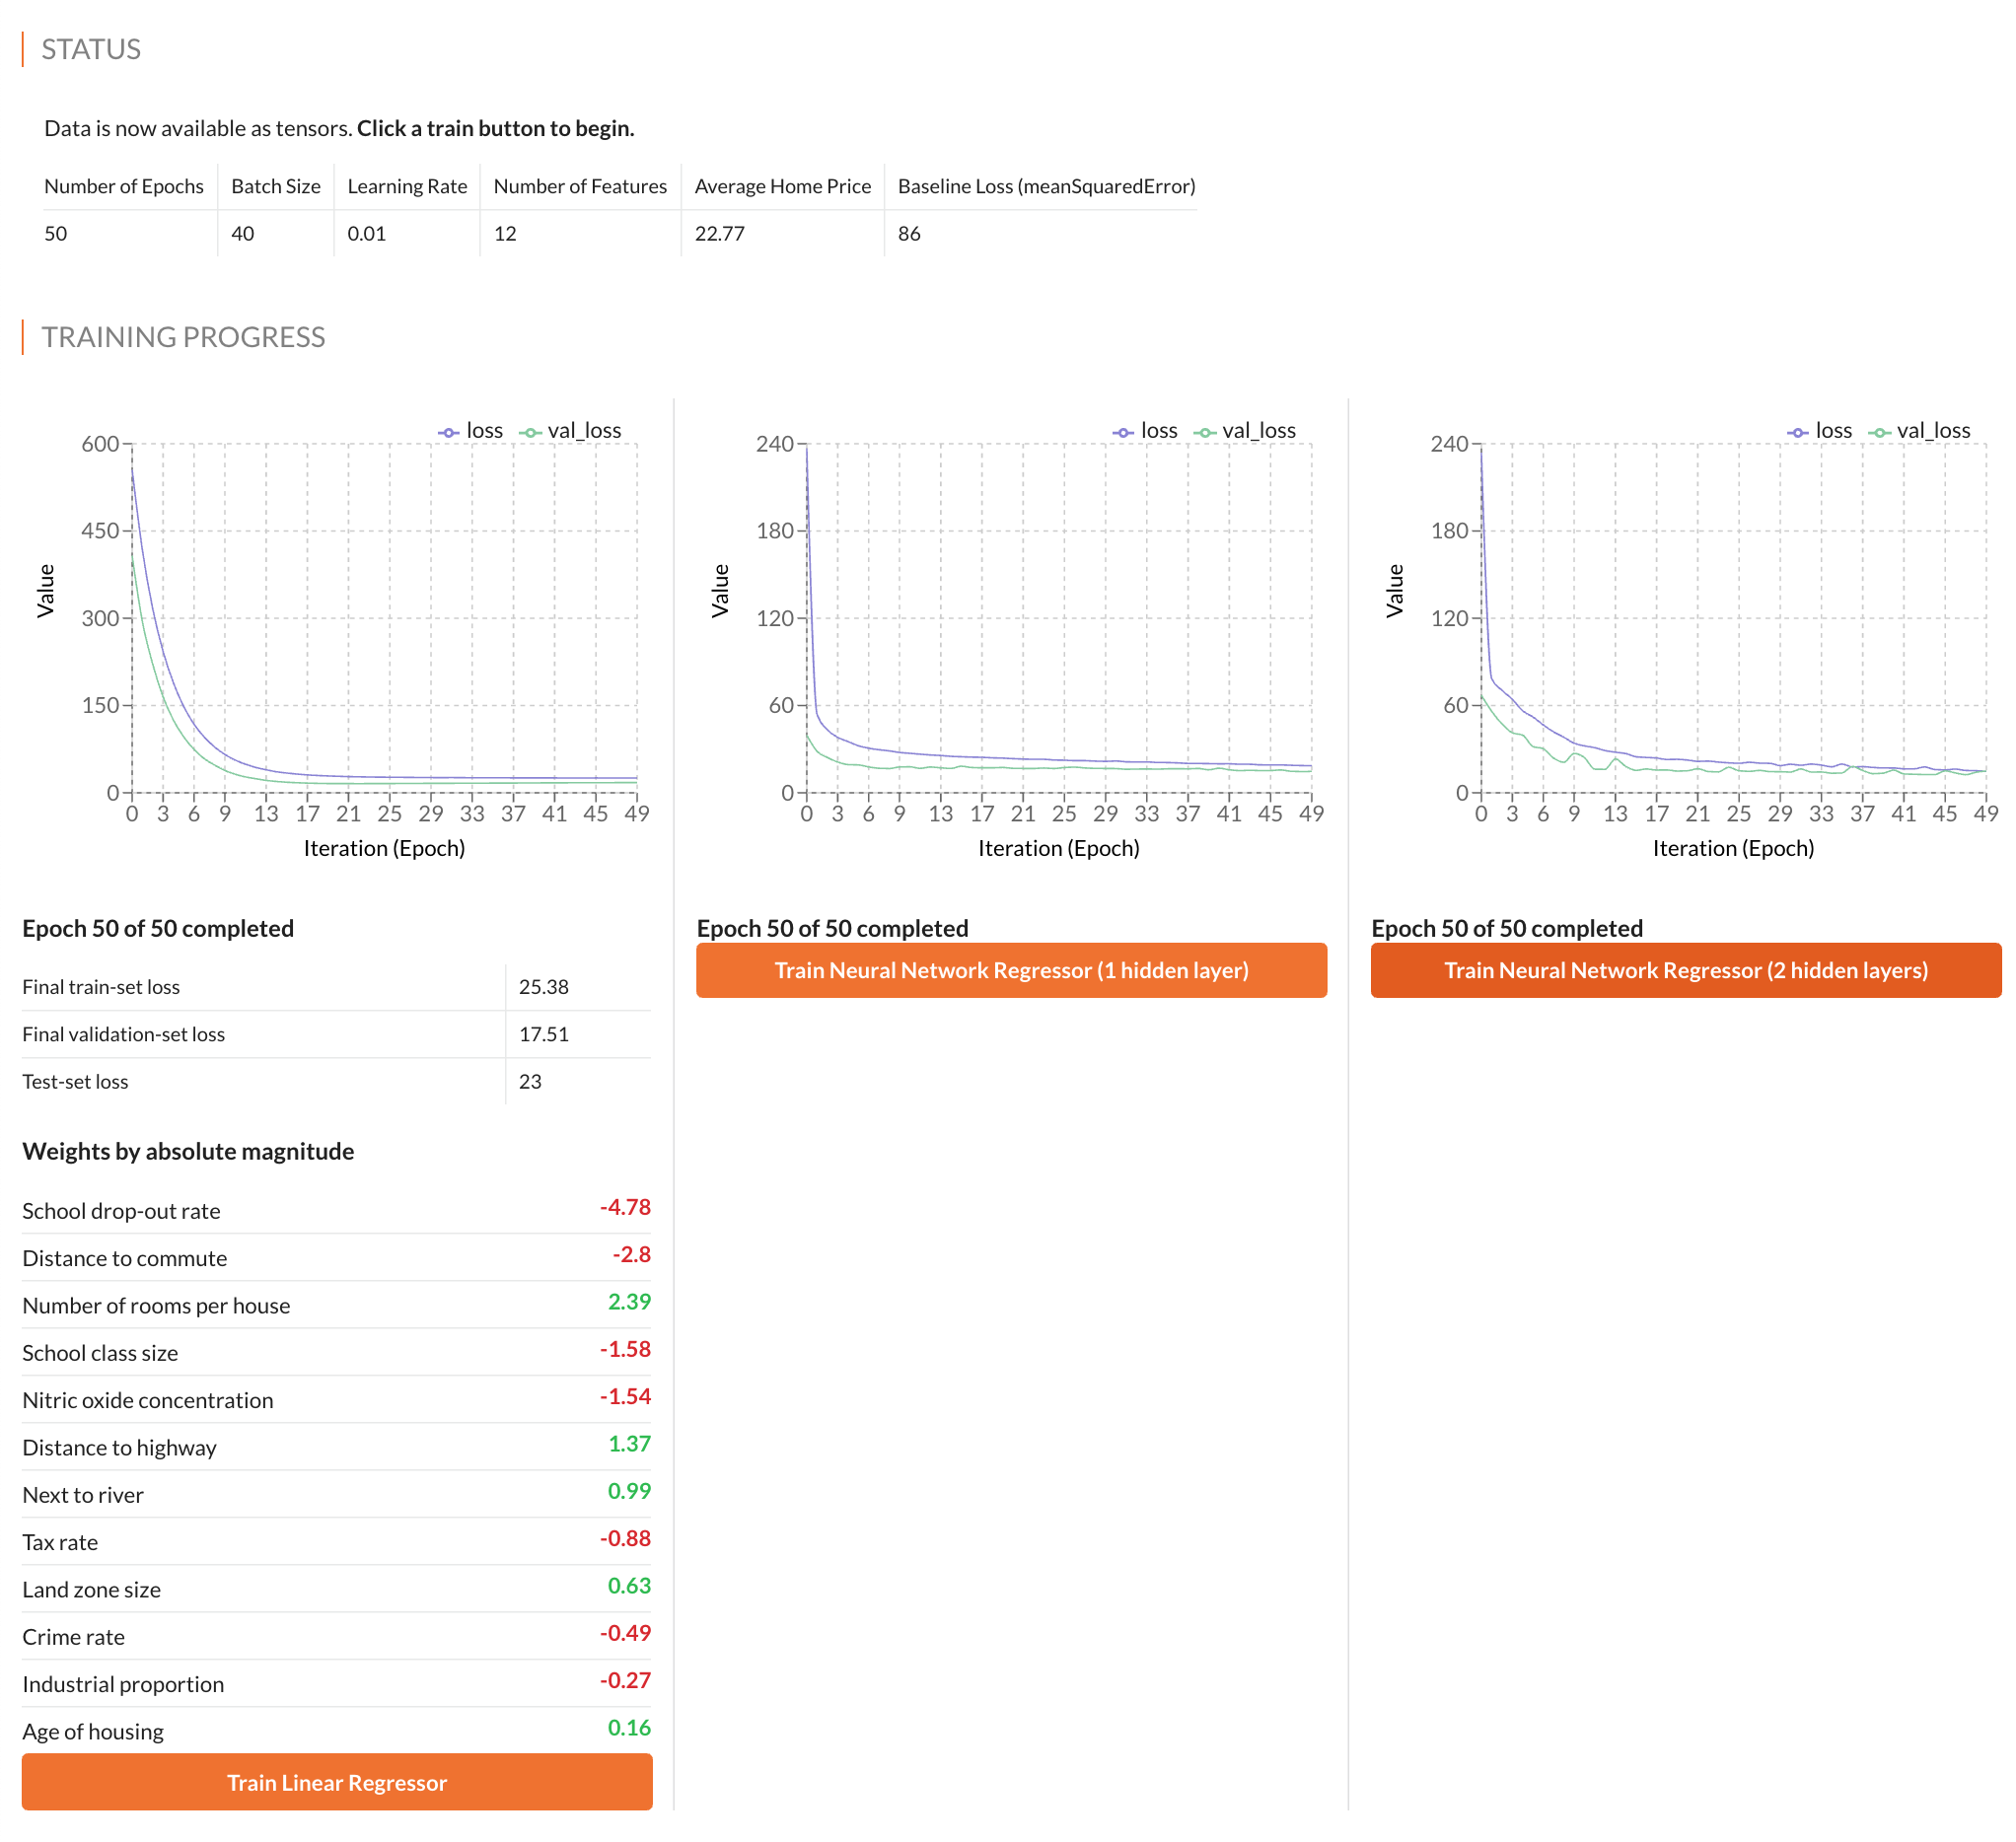 STATUS
Data is now available as tensors. Click a train button to begin.
Number of Epochs Batch Size Learning Rate Number of Features Average Home Price Baseline Loss (meanSquaredError)
50 40 0.01 12 22.77 86
TRAINING PROGRESS
loss val_loss
600
450
300
150
0
Value
0 3 6 9 13 17 21 25 29 33 37 41 45 49
Iteration (Epoch)
Epoch 50 of 50 completed
Final train-set loss 25.38
Final validation-set loss 17.51
Test-set loss 23
Weights by absolute magnitude
School drop-out rate -4.78
Distance to commute -2.8
Number of rooms per house 2.39
School class size -1.58
Nitric oxide concentration -1.54
Distance to highway 1.37
Next to river 0.99
Tax rate -0.88
Land zone size 0.63
Crime rate -0.49
Industrial proportion -0.27
Age of housing 0.16
Train Linear Regressor
loss val_loss
240
180
120
60
0
Value
0 3 6 9 13 17 21 25 29 33 37 41 45 49
Iteration (Epoch)
Epoch 50 of 50 completed
Train Neural Network Regressor (1 hidden layer)
loss val_loss
240
180
120
60
0
Value
0 3 6 9 13 17 21 25 29 33 37 41 45 49
Iteration (Epoch)
Epoch 50 of 50 completed
Train Neural Network Regressor (2 hidden layers)